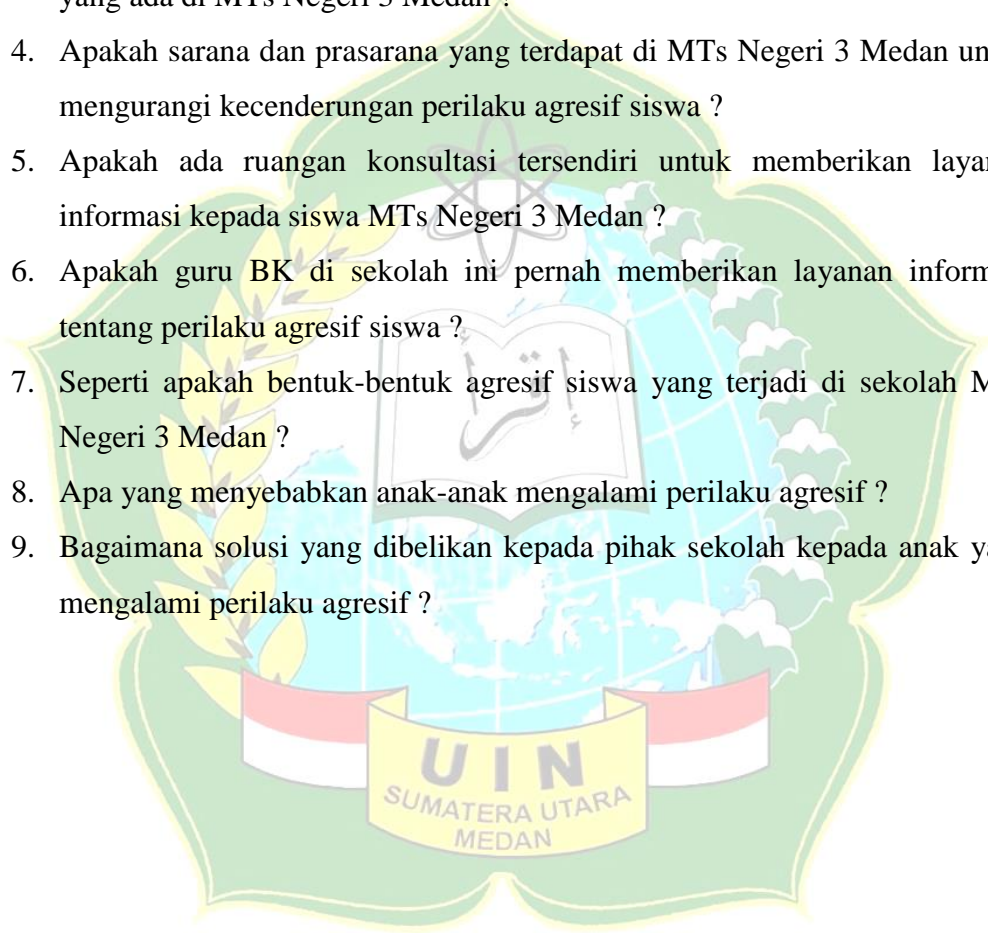 yang ada di MTs Negeri 3 Medan ?
4. Apakah sarana dan prasarana yang terdapat di MTs Negeri 3 Medan un
mengurangi kecenderungan perilaku agresif siswa ?
5. Apakah ada ruangan konsultasi tersendiri untuk memberikan layan
informasi kepada siswa MTs Negeri 3 Medan ?
6. Apakah guru BK di sekolah ini pernah memberikan layanan inform
tentang perilaku agresif siswa ?
7. Seperti apakah bentuk-bentuk agresif siswa yang terjadi di sekolah M
Negeri 3 Medan ?
8. Apa yang menyebabkan anak-anak mengalami perilaku agresif ?
9. Bagaimana solusi yang dibelikan kepada pihak sekolah kepada anak ya
mengalami perilaku agresif ?
إقرأ
UIN
SUMATERA UTARA
MEDAN